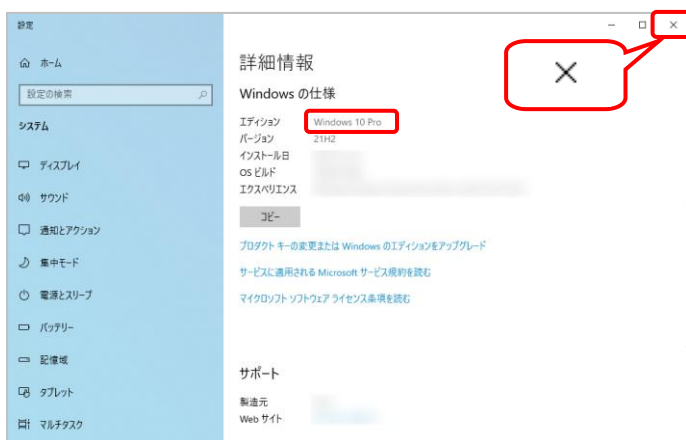 設定
ホーム
設定の検索
システム
ディスプレイ
サウンド
通知とアクション
集中モード
電源とスリープ
バッテリー
記憶域
タブレット
マルチタスク
詳細情報
Windows の仕様
エディション Windows 10 Pro
バージョン 21H2
インストール日
OS ビルド
エクスペリエンス
コピー
プロダクト キーの変更または Windows のエディションをアップグレード
サービスに適用される Microsoft サービス規約を読む
マイクロソフト ソフトウェア ライセンス条項を読む
サポート
製造元
Web サイト